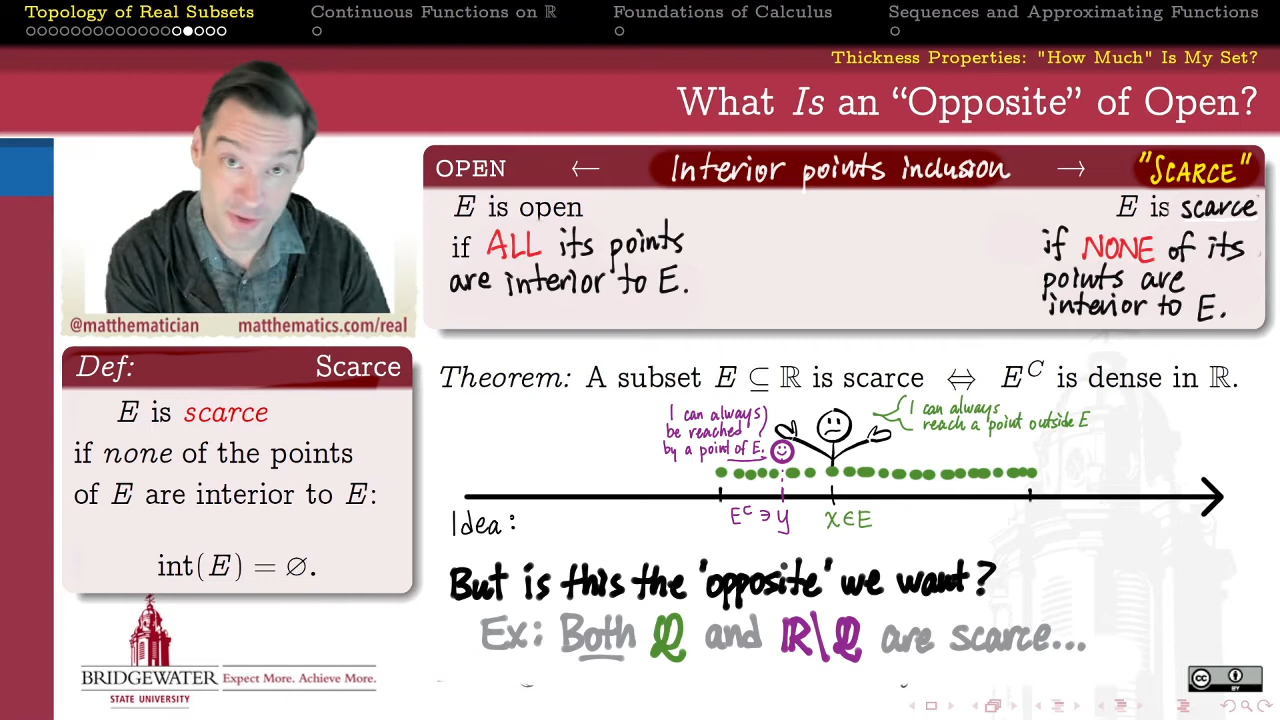 Topology of Real Subsets
Continuous Functions on ℝ
Foundations of Calculus
Sequences and Approximating Functions
Thickness Properties: "How Much" Is My Set?
What Is an “Opposite” of Open?
OPEN ← Interior points inclusion → "SCARCE"
E is open
if ALL its points
are interior to E.
E is scarce
if NONE of its
points are
interior to E.
@matthematician matthematics.com/real
Def: Scarce
E is scarce
if none of the points
of E are interior to E:
int(E) = ∅.
Theorem: A subset E ⊆ ℝ is scarce ⇔ E^C is dense in ℝ.
I can always
be reached
by a point of E.
I can always
reach a point outside E
E^C ∋ y
x ∈ E
Idea:
But is this the 'opposite' we want?
Ex: Both ℚ and ℝ\ℚ are scarce...
BRIDGEWATER
STATE UNIVERSITY
Expect More. Achieve More.
CC BY